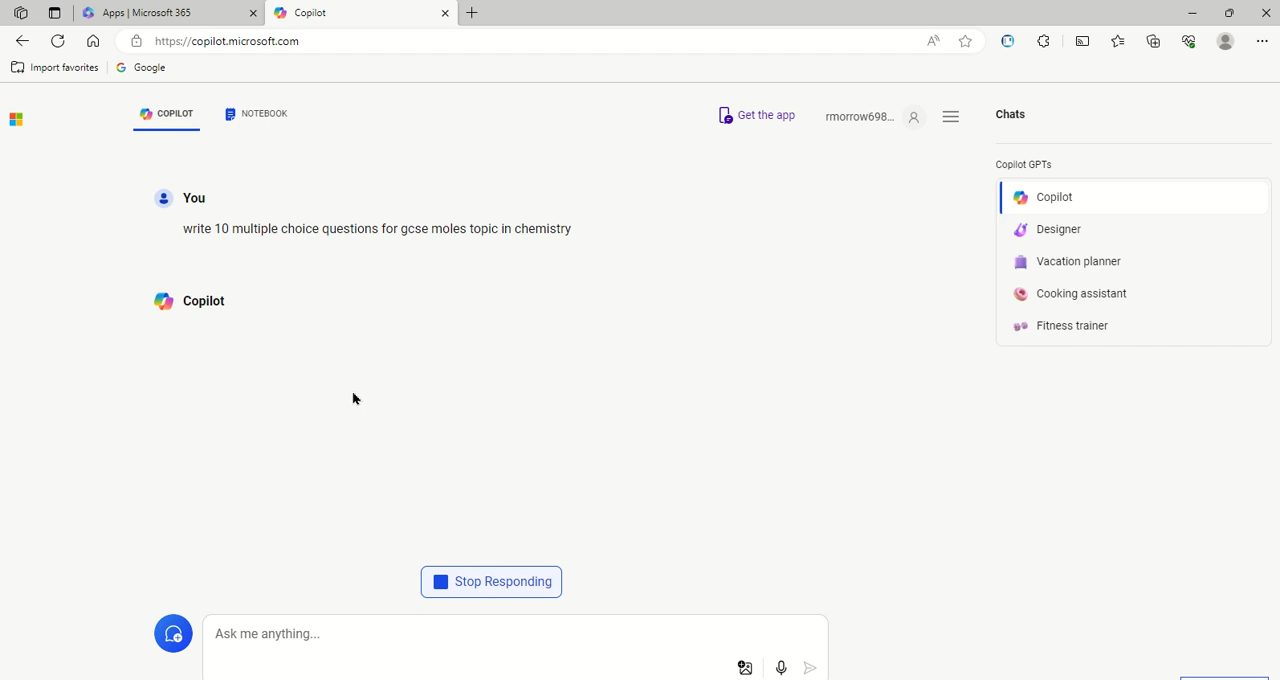 Apps | Microsoft 365
Copilot
https://copilot.microsoft.com
Import favorites
Google
COPILOT
NOTEBOOK
Get the app
rmorrow698...
Chats
Copilot GPTs
Copilot
Designer
Vacation planner
Cooking assistant
Fitness trainer
You
write 10 multiple choice questions for gcse moles topic in chemistry
Copilot
Stop Responding
Ask me anything...